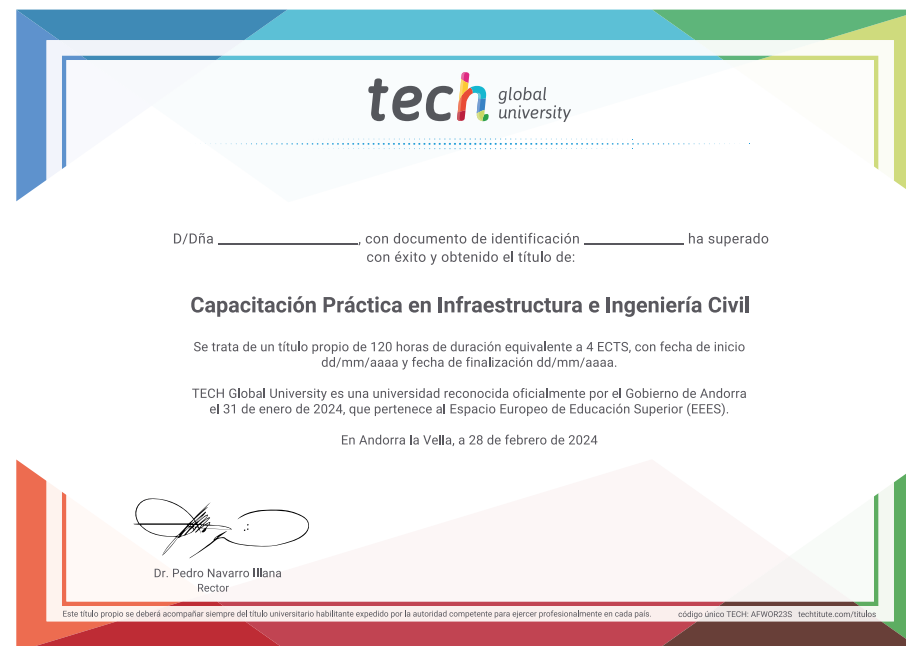 tech global university
D/Dña ________________, con documento de identificación ____________ ha superado
con éxito y obtenido el título de:
Capacitación Práctica en Infraestructura e Ingeniería Civil
Se trata de un título propio de 120 horas de duración equivalente a 4 ECTS, con fecha de inicio
dd/mm/aaaa y fecha de finalización dd/mm/aaaa.
TECH Global University es una universidad reconocida oficialmente por el Gobierno de Andorra
el 31 de enero de 2024, que pertenece al Espacio Europeo de Educación Superior (EEES).
En Andorra la Vella, a 28 de febrero de 2024
Dr. Pedro Navarro Illana
Rector
Este título propio se deberá acompañar siempre del título universitario habilitante expedido por la autoridad competente para ejercer profesionalmente en cada país. código único TECH: AFWOR23S techtitute.com/titulos